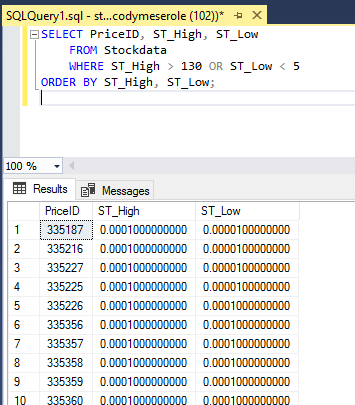 SQLQuery1.sql - st...codymeserole (102))*
SELECT PriceID, ST_High, ST_Low
FROM Stockdata
WHERE ST_High > 130 OR ST_Low < 5
ORDER BY ST_High, ST_Low;
100 %
Results Messages
PriceID ST_High ST_Low
1 335187 0.0001000000000 0.0000100000000
2 335216 0.0001000000000 0.0000100000000
3 335227 0.0001000000000 0.0000100000000
4 335225 0.0001000000000 0.0001000000000
5 335226 0.0001000000000 0.0001000000000
6 335356 0.0001000000000 0.0001000000000
7 335357 0.0001000000000 0.0001000000000
8 335358 0.0001000000000 0.0001000000000
9 335359 0.0001000000000 0.0001000000000
10 335360 0.0001000000000 0.0001000000000